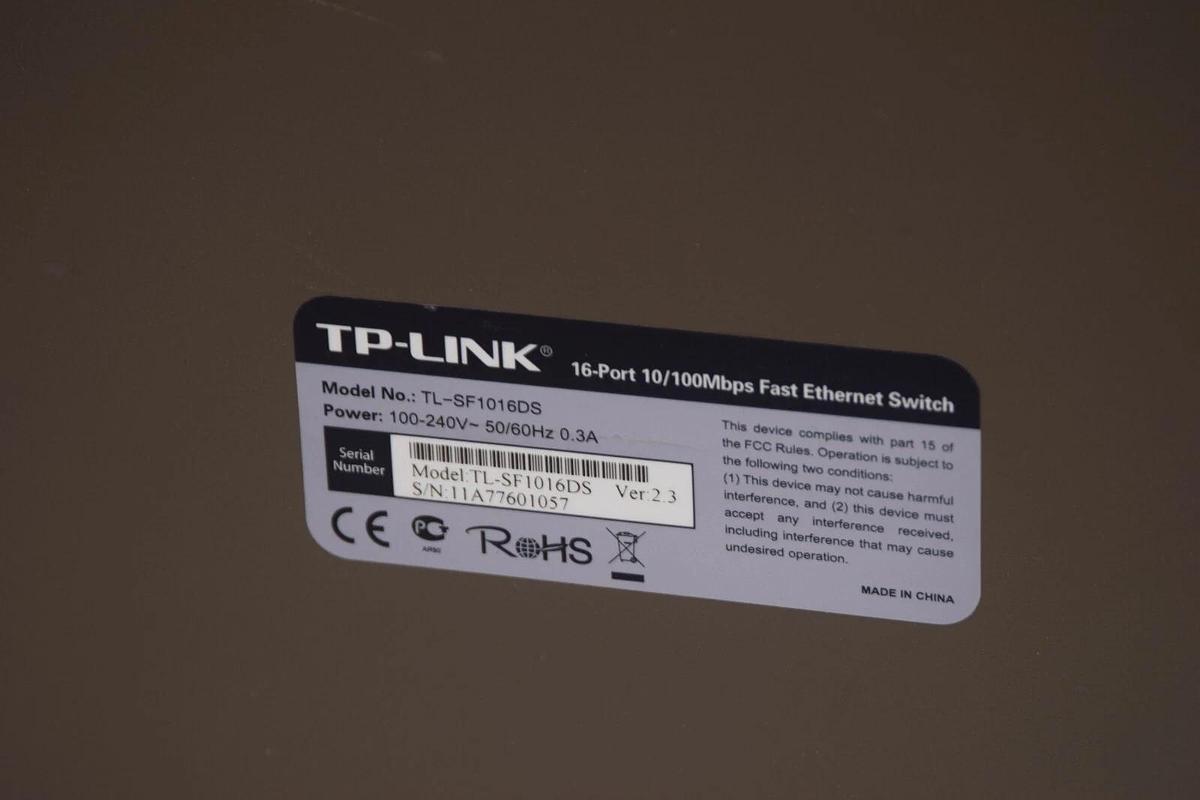 TP-LINK®
16-Port 10/100Mbps Fast Ethernet Switch
Model No.: TL-SF1016DS
Power: 100-240V~ 50/60Hz 0.3A
Serial
Number
Model:TL-SF1016DS Ver:2.3
S/N:11A77601057
CE
PC
RoHS
This device complies with part 15 of
the FCC Rules. Operation is subject to
the following two conditions:
(1) This device may not cause harmful
interference, and (2) this device must
accept any interference received,
including interference that may cause
undesired operation.
MADE IN CHINA